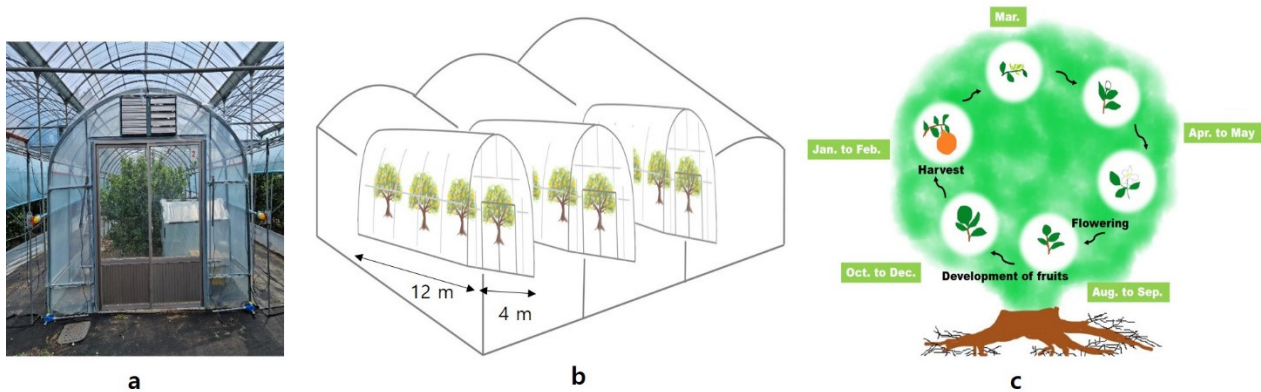 12 m
4 m
Mar.
Apr. to May
Jan. to Feb.
Harvest
Flowering
Oct. to Dec.
Development of fruits
Aug. to Sep.
a
b
c